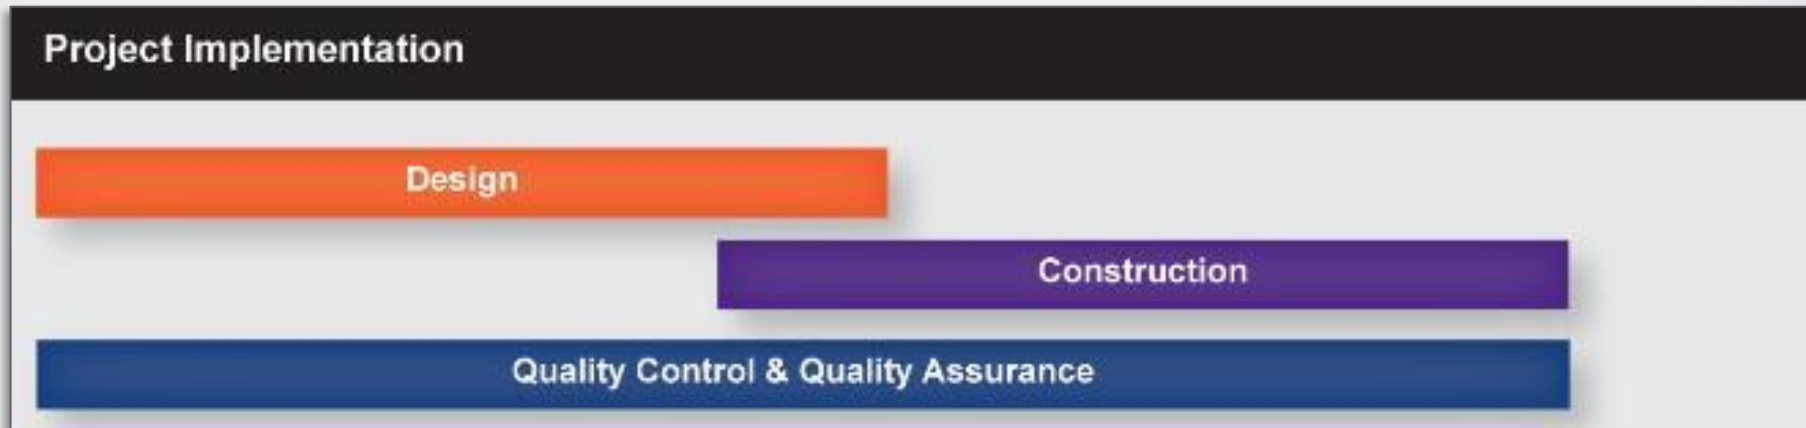 Project Implementation
Design
Construction
Quality Control & Quality Assurance